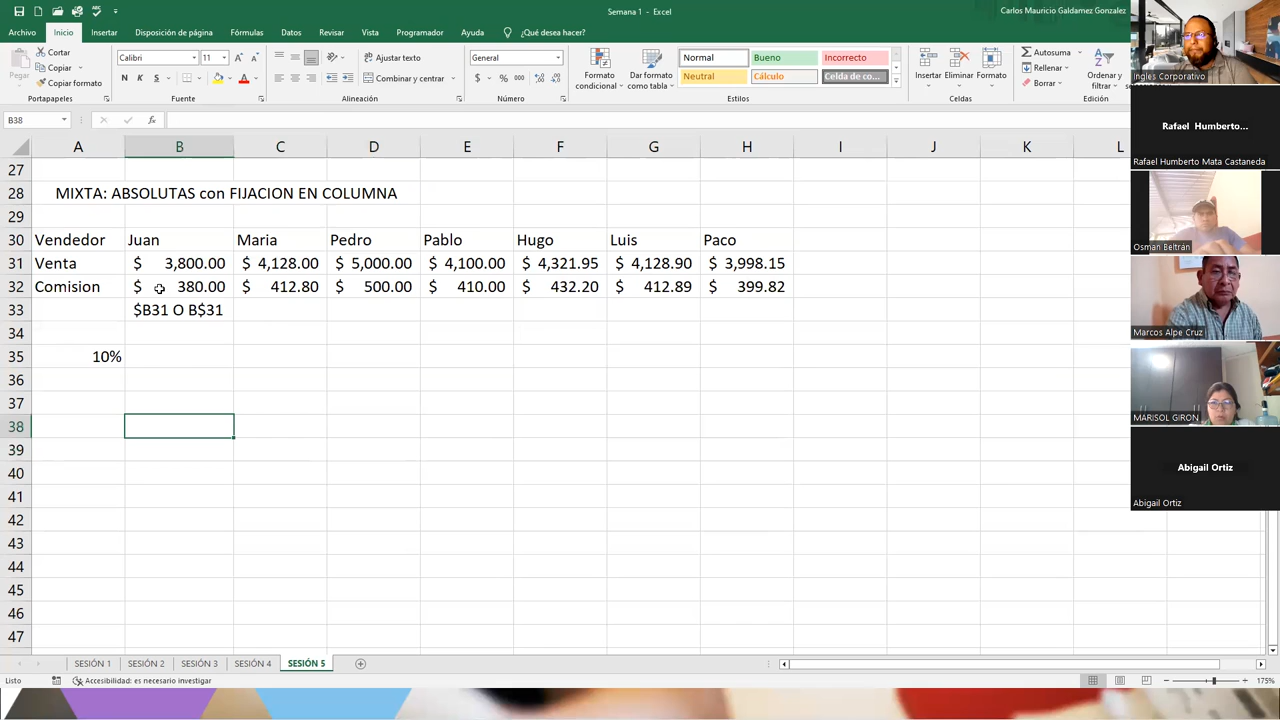 Semana 1 - Excel
Carlos Mauricio Galdamez Gonzalez
Archivo Inicio Insertar Disposición de página Fórmulas Datos Revisar Vista Programador Ayuda ¿Qué desea hacer?
Pegar
Cortar
Copiar
Copiar formato
Portapapeles
Calibri 11
N K S
Fuente
Ajustar texto
Combinar y centrar
Alineación
General
$ % 000
Número
Formato condicional
Dar formato como tabla
Normal Bueno Incorrecto
Neutral Cálculo Celda de co...
Estilos
Insertar Eliminar Formato
Celdas
Autosuma
Rellenar
Borrar
Ordenar y filtrar
Edición
B38 fx
A B C D E F G H I J K L
27
28 MIXTA: ABSOLUTAS con FIJACION EN COLUMNA
29
30 Vendedor Juan Maria Pedro Pablo Hugo Luis Paco
31 Venta $ 3,800.00 $ 4,128.00 $ 5,000.00 $ 4,100.00 $ 4,321.95 $ 4,128.90 $ 3,998.15
32 Comision $ 380.00 $ 412.80 $ 500.00 $ 410.00 $ 432.20 $ 412.89 $ 399.82
33 $B31 O B$31
34
35 10%
36
37
38
39
40
41
42
43
44
45
46
47
SESIÓN 1 SESIÓN 2 SESIÓN 3 SESIÓN 4 SESIÓN 5
Listo Accesibilidad: es necesario investigar 175%
Ingles Corporativo
Rafael Humberto...
Rafael Humberto Mata Castaneda
Osman Beltrán
Marcos Alpe Cruz
MARISOL GIRON
Abigail Ortiz
Abigail Ortiz